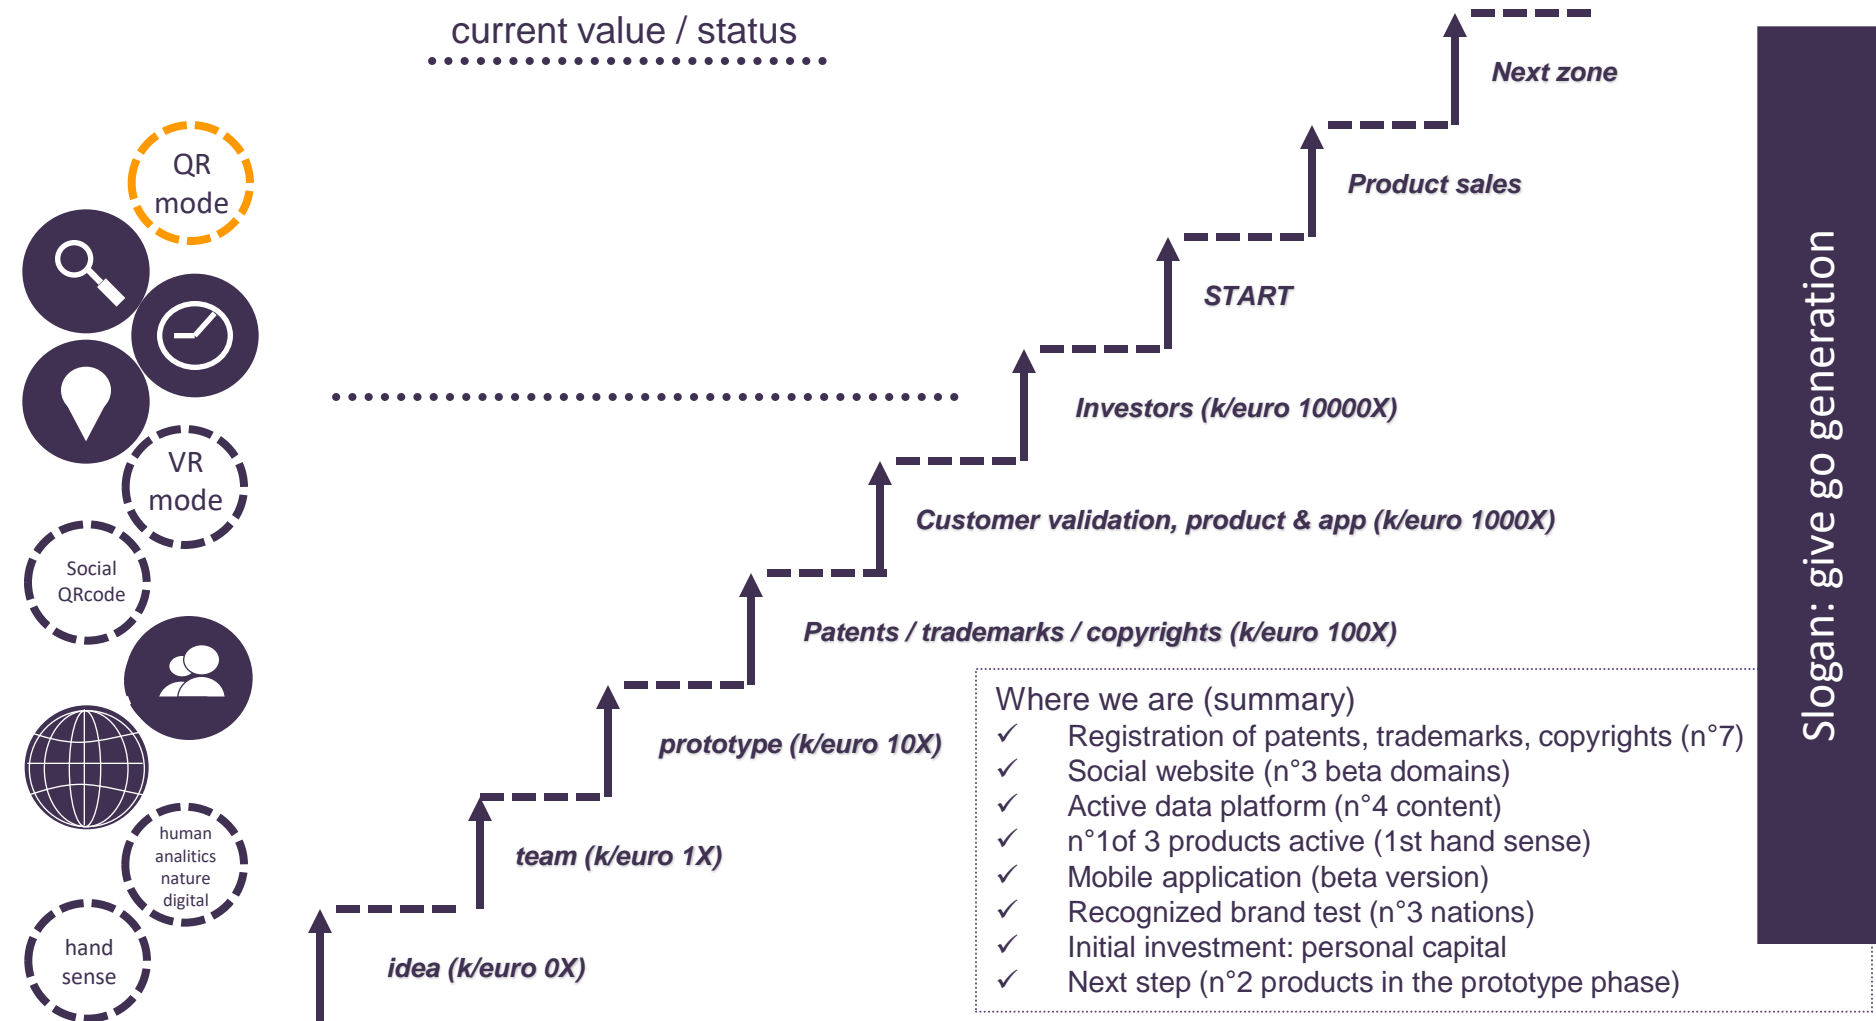 current value / status
Next zone
Product sales
START
Investors (k/euro 10000X)
Customer validation, product & app (k/euro 1000X)
Patents / trademarks / copyrights (k/euro 100X)
prototype (k/euro 10X)
team (k/euro 1X)
idea (k/euro 0X)
QR
mode
VR
mode
Social
QRcode
human
analitics
nature
digital
hand
sense
Where we are (summary)
✓ Registration of patents, trademarks, copyrights (n°7)
✓ Social website (n°3 beta domains)
✓ Active data platform (n°4 content)
✓ n°1of 3 products active (1st hand sense)
✓ Mobile application (beta version)
✓ Recognized brand test (n°3 nations)
✓ Initial investment: personal capital
✓ Next step (n°2 products in the prototype phase)
Slogan: give go generation